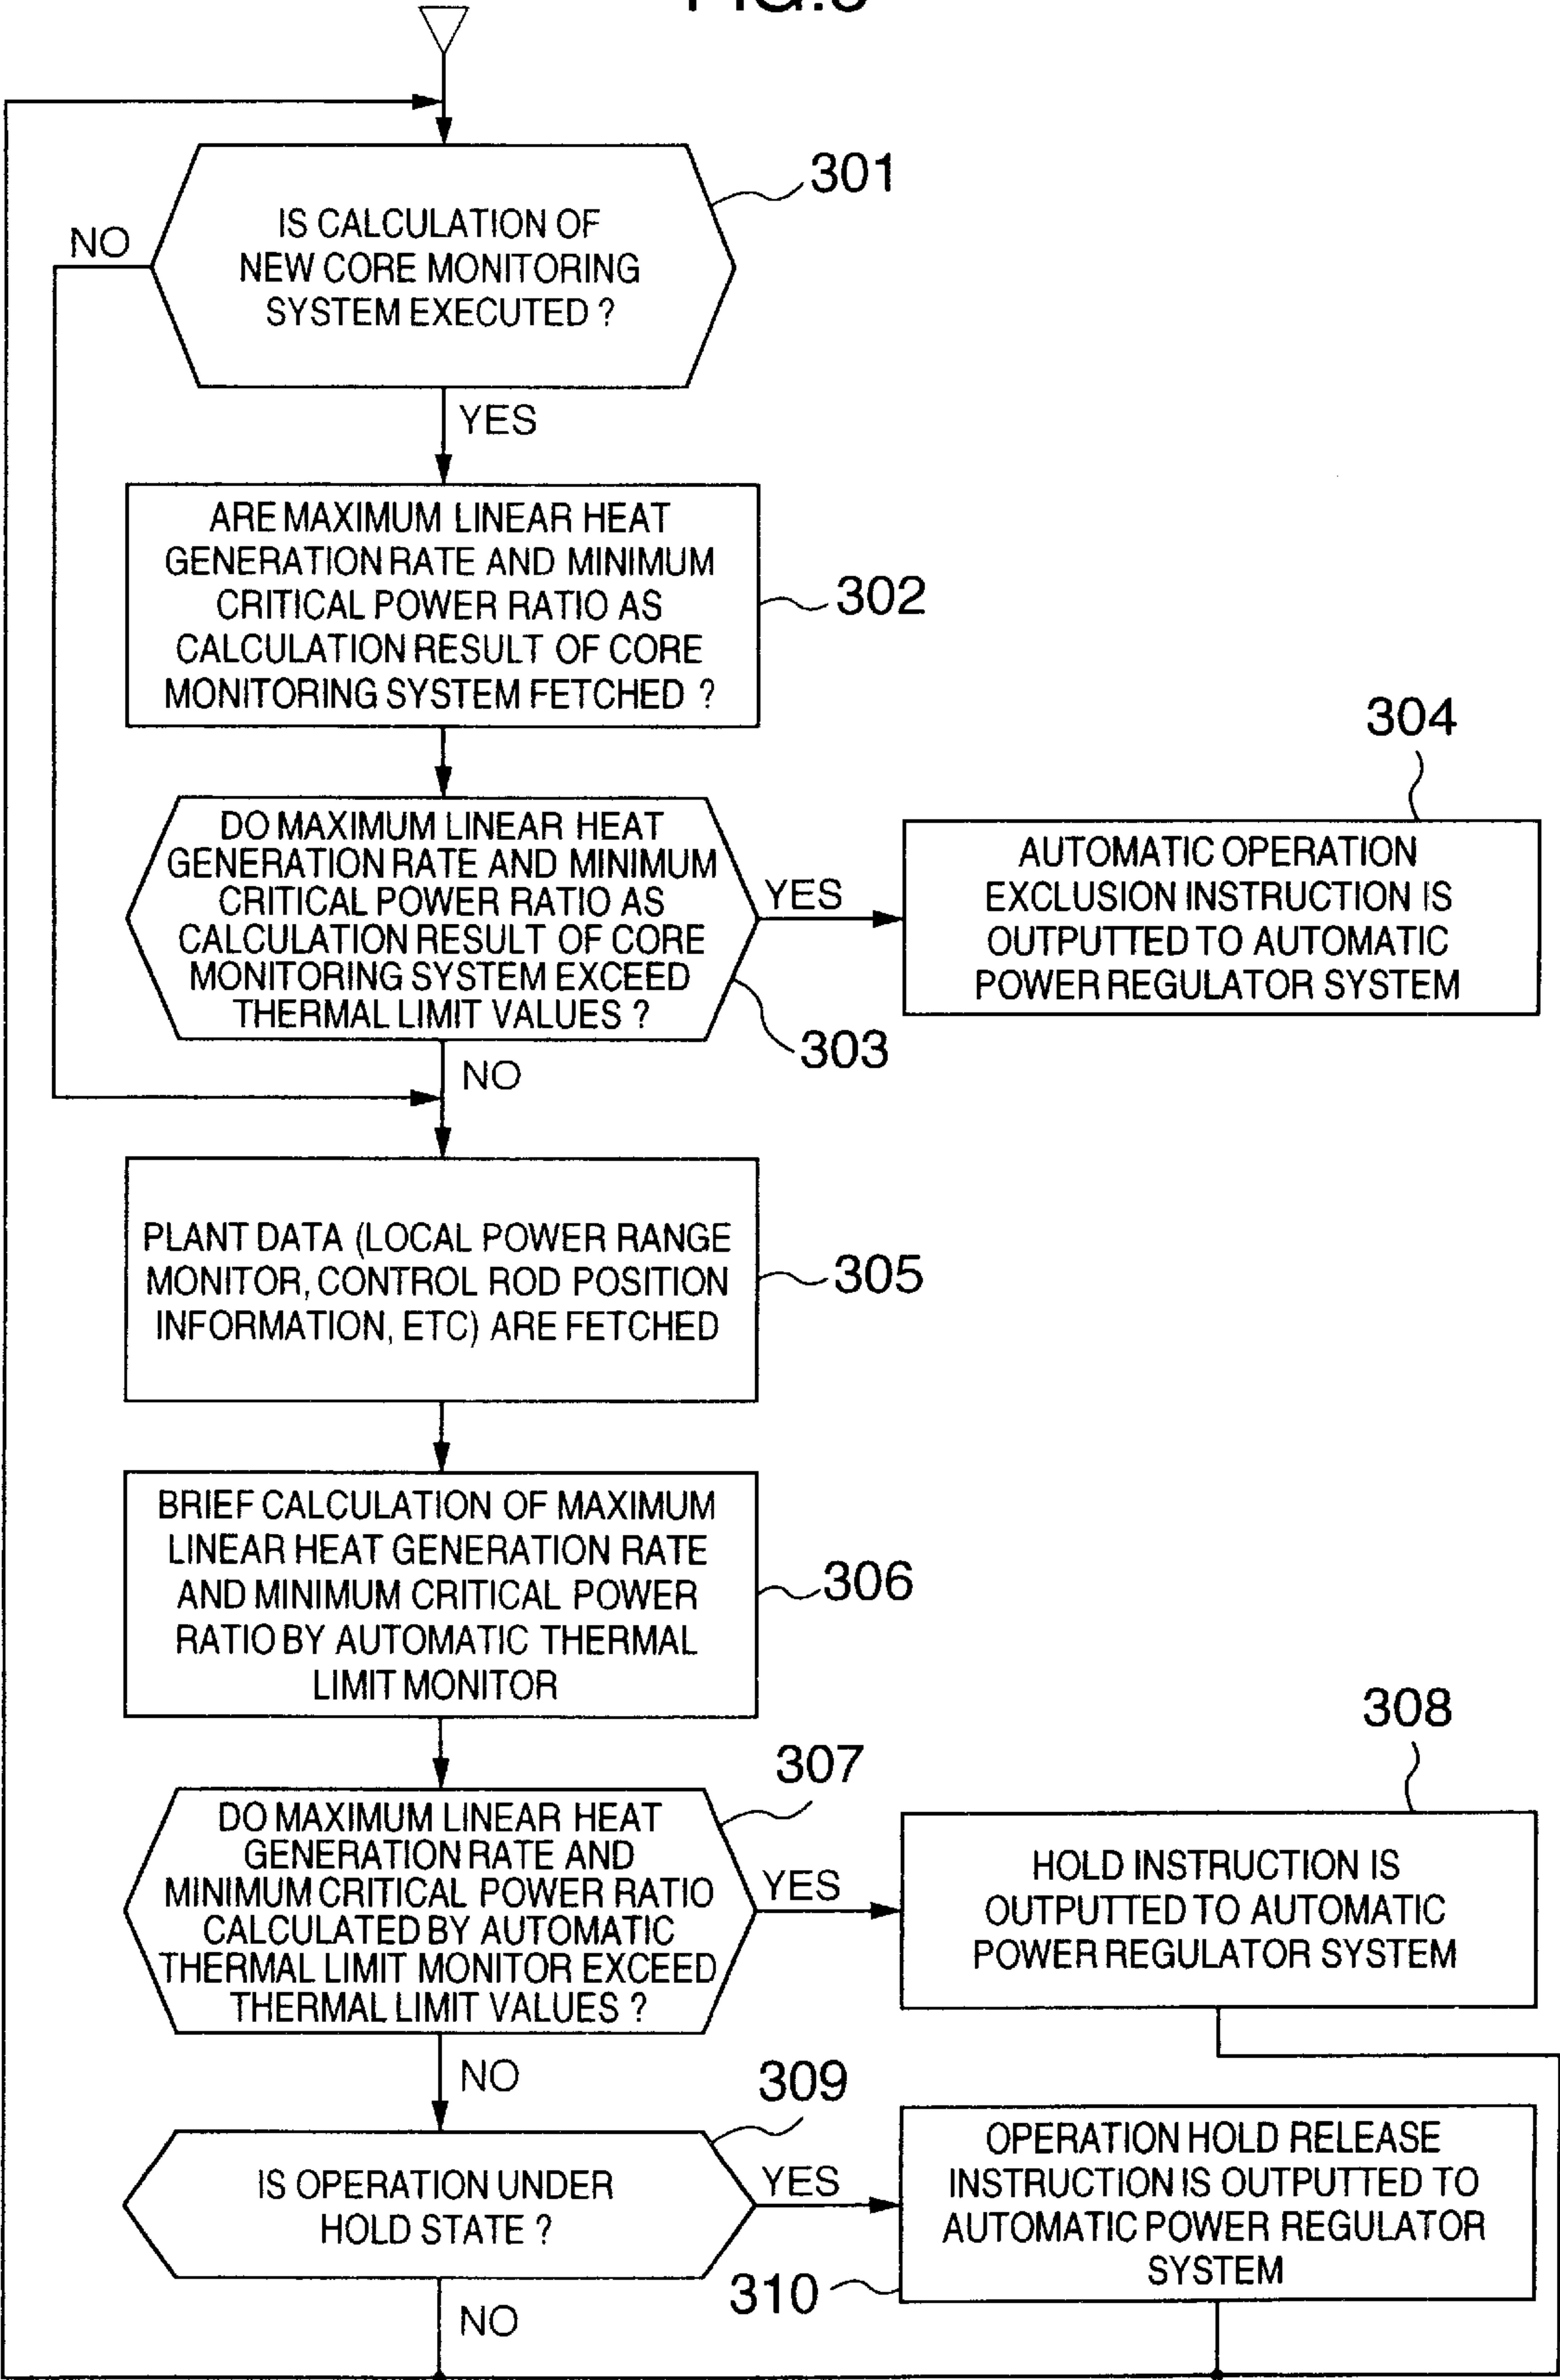 IS CALCULATION OF
NEW CORE MONITORING
SYSTEM EXECUTED ?
301
NO
YES
ARE MAXIMUM LINEAR HEAT
GENERATION RATE AND MINIMUM
CRITICAL POWER RATIO AS
CALCULATION RESULT OF CORE
MONITORING SYSTEM FETCHED ?
302
DO MAXIMUM LINEAR HEAT
GENERATION RATE AND MINIMUM
CRITICAL POWER RATIO AS
CALCULATION RESULT OF CORE
MONITORING SYSTEM EXCEED
THERMAL LIMIT VALUES ?
303
YES
304
AUTOMATIC OPERATION
EXCLUSION INSTRUCTION IS
OUTPUTTED TO AUTOMATIC
POWER REGULATOR SYSTEM
NO
PLANT DATA (LOCAL POWER RANGE
MONITOR, CONTROL ROD POSITION
INFORMATION, ETC) ARE FETCHED
305
BRIEF CALCULATION OF MAXIMUM
LINEAR HEAT GENERATION RATE
AND MINIMUM CRITICAL POWER
RATIO BY AUTOMATIC THERMAL
LIMIT MONITOR
306
307
DO MAXIMUM LINEAR HEAT
GENERATION RATE AND
MINIMUM CRITICAL POWER RATIO
CALCULATED BY AUTOMATIC
THERMAL LIMIT MONITOR EXCEED
THERMAL LIMIT VALUES ?
YES
308
HOLD INSTRUCTION IS
OUTPUTTED TO AUTOMATIC
POWER REGULATOR SYSTEM
NO
309
IS OPERATION UNDER
HOLD STATE ?
YES
OPERATION HOLD RELEASE
INSTRUCTION IS OUTPUTTED TO
AUTOMATIC POWER REGULATOR
SYSTEM
310
NO